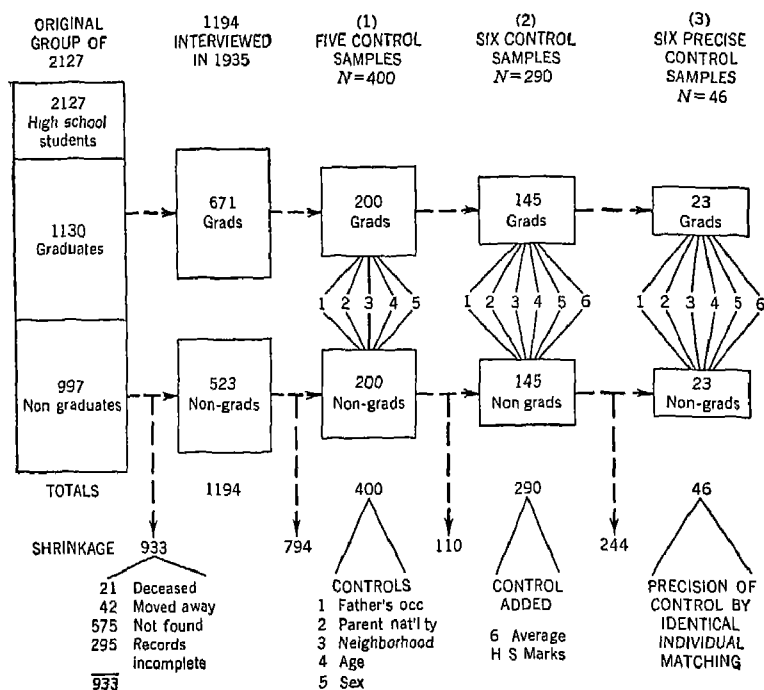 ORIGINAL
GROUP OF
2127
1194
INTERVIEWED
IN 1935
(1)
FIVE CONTROL
SAMPLES
N=400
(2)
SIX CONTROL
SAMPLES
N=290
(3)
SIX PRECISE
CONTROL
SAMPLES
N=46
2127
High school
students
1130
Graduates
997
Non graduates
671
Grads
523
Non-grads
200
Grads
1 2 3 4 5
200
Non-grads
145
Grads
1 2 3 4 5 6
145
Non grads
23
Grads
1 2 3 4 5 6
23
Non-grads
TOTALS 1194 400 290 46
SHRINKAGE 933 794 110 244
21 Deceased
42 Moved away
575 Not found
295 Records
incomplete
933
CONTROLS
1 Father's occ
2 Parent nat'l ty
3 Neighborhood
4 Age
5 Sex
CONTROL
ADDED
6 Average
H S Marks
PRECISION OF
CONTROL BY
IDENTICAL
INDIVIDUAL
MATCHING